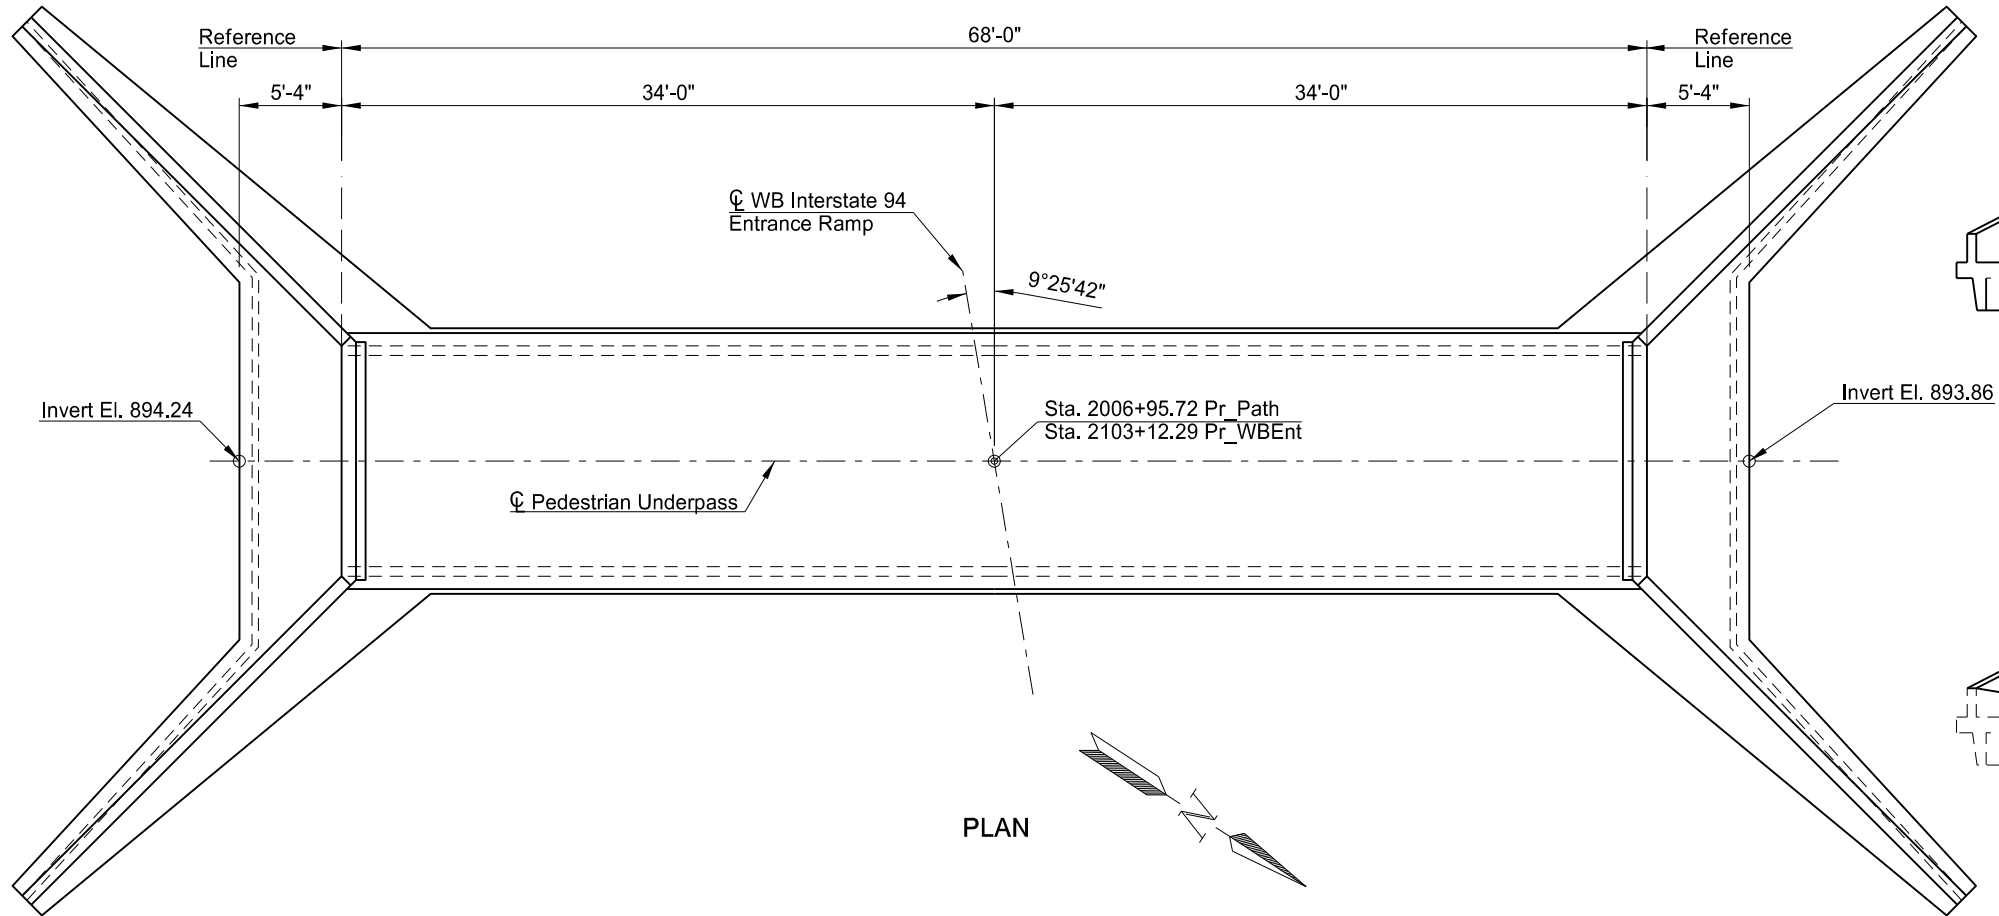 Reference
Line
68'-0"
Reference
Line
5'-4"
34'-0"
34'-0"
5'-4"
℄ WB Interstate 94
Entrance Ramp
9°25'42"
Invert El. 894.24
Sta. 2006+95.72 Pr_Path
Sta. 2103+12.29 Pr_WBEnt
Invert El. 893.86
℄ Pedestrian Underpass
PLAN
N